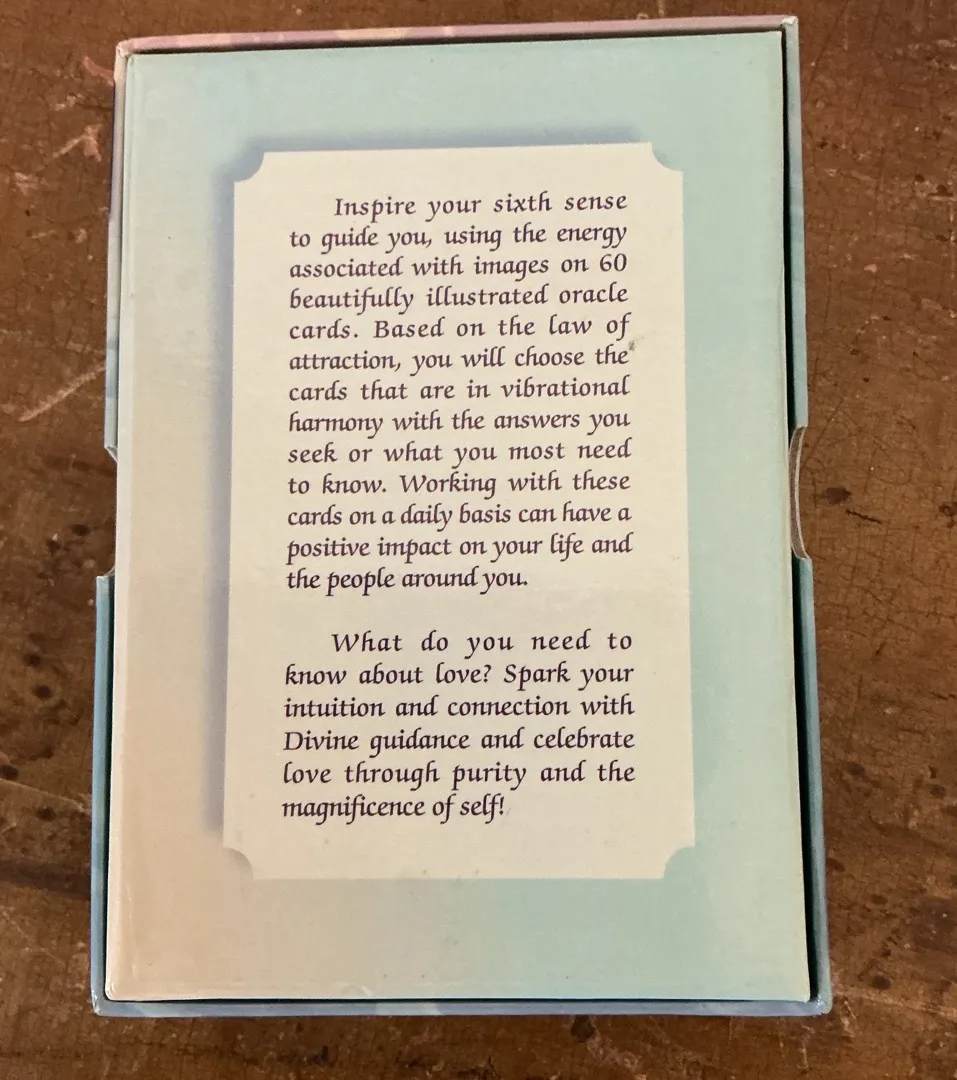 Inspire your sixth sense
to guide you, using the energy
associated with images on 60
beautifully illustrated oracle
cards. Based on the law of
attraction, you will choose the
cards that are in vibrational
harmony with the answers you
seek or what you most need
to know. Working with these
cards on a daily basis can have a
positive impact on your life and
the people around you.
What do you need to
know about love? Spark your
intuition and connection with
Divine guidance and celebrate
love through purity and the
magnificence of self!